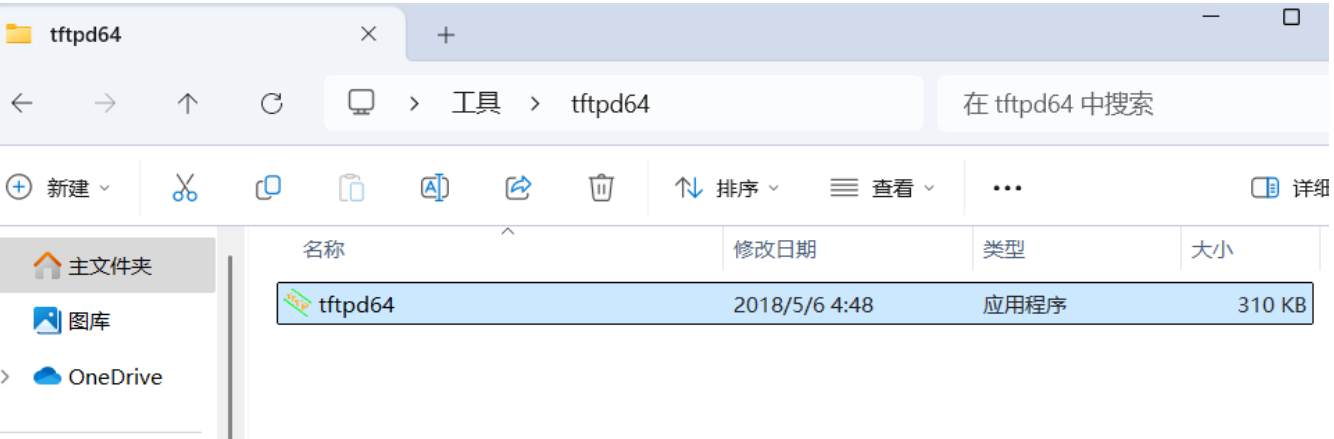 tftpd64
工具 tftpd64
在 tftpd64 中搜索
新建
排序
查看
名称 修改日期 类型 大小
主文件夹
tftpd64 2018/5/6 4:48 应用程序 310 KB
图库
OneDrive